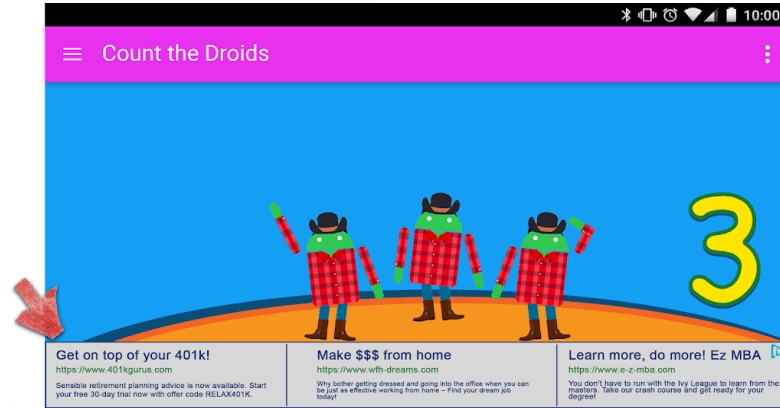 10:00
Count the Droids
3
Get on top of your 401k!
https://www.401kgurus.com
Sensible retirement planning advice is now available. Start
your free 30-day trial now with offer code RELAX401K.
Make $$$ from home
https://www.wfh-dreams.com
Why bother getting dressed and going into the office when you can
be just as effective working from home – Find your dream job
today!
Learn more, do more! Ez MBA
https://www.e-z-mba.com
You don't have to run with the Ivy League to learn from the
masters. Take our crash course and get ready for your
degree!